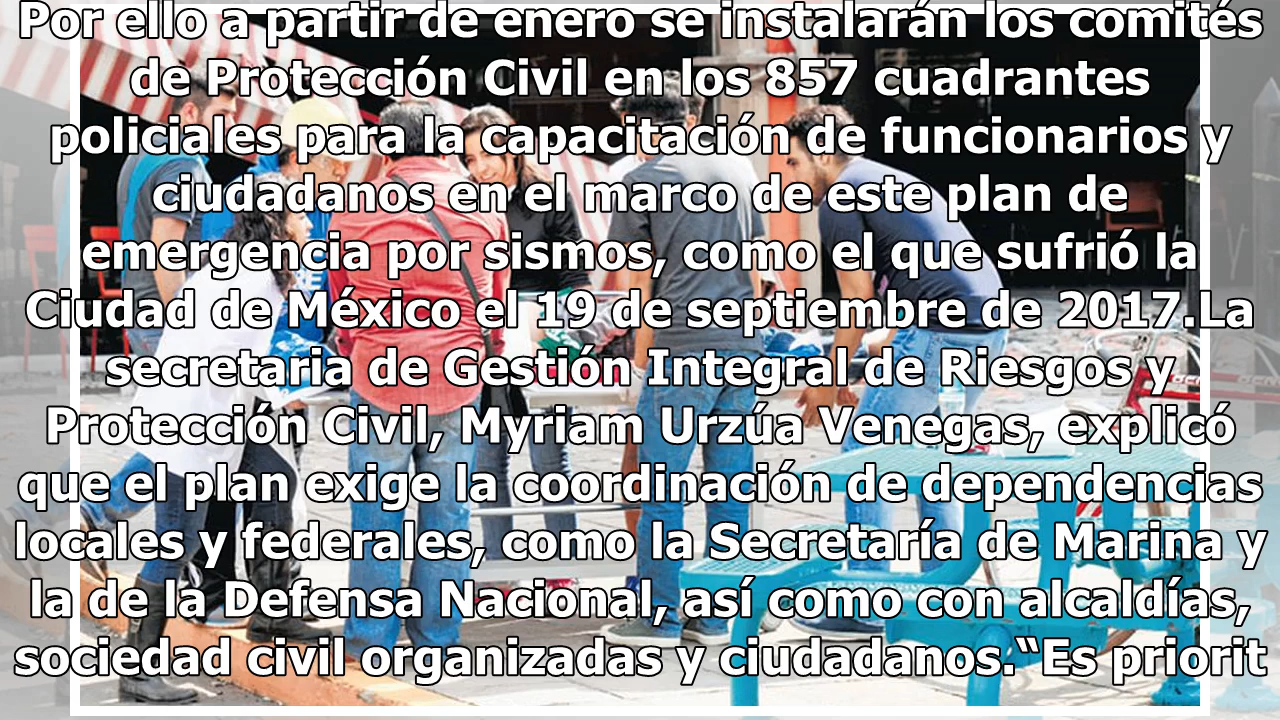 Por ello a partir de enero se instalarán los comités
de Protección Civil en los 857 cuadrantes
policiales para la capacitación de funcionarios y
ciudadanos en el marco de este plan de
emergencia por sismos, como el que sufrió la
Ciudad de México el 19 de septiembre de 2017.La
secretaria de Gestión Integral de Riesgos y
Protección Civil, Myriam Urzúa Venegas, explicó
que el plan exige la coordinación de dependencias
locales y federales, como la Secretaría de Marina y
la de la Defensa Nacional, así como con alcaldías,
sociedad civil organizadas y ciudadanos.“Es priorit